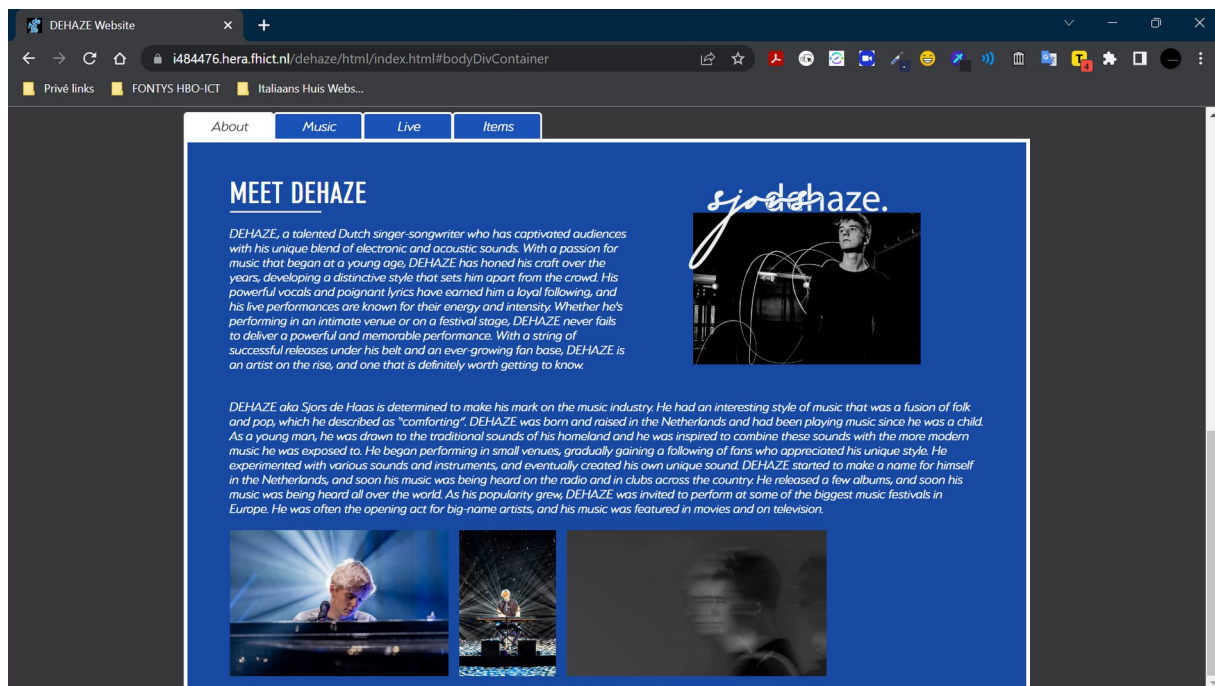 DEHAZE Website
i484476.hera.fhict.nl/dehaze/html/index.html#bodyDivContainer
4
Privé links
FONTYS HBO-ICT
Italiaans Huis Webs...
About
Music
Live
Items
MEET DEHAZE
sjors dehaze.
DEHAZE, a talented Dutch singer-songwriter who has captivated audiences
with his unique blend of electronic and acoustic sounds. With a passion for
music that began at a young age, DEHAZE has honed his craft over the
years, developing a distinctive style that sets him apart from the crowd. His
powerful vocals and poignant lyrics have earned him a loyal following, and
his live performances are known for their energy and intensity. Whether he's
performing in an intimate venue or on a festival stage, DEHAZE never fails
to deliver a powerful and memorable performance. With a string of
successful releases under his belt and an ever-growing fan base, DEHAZE is
an artist on the rise, and one that is definitely worth getting to know.
DEHAZE aka Sjors de Haas is determined to make his mark on the music industry. He had an interesting style of music that was a fusion of folk
and pop, which he described as "comforting". DEHAZE was born and raised in the Netherlands and had been playing music since he was a child.
As a young man, he was drawn to the traditional sounds of his homeland and he was inspired to combine these sounds with the more modern
music he was exposed to. He began performing in small venues, gradually gaining a following of fans who appreciated his unique style. He
experimented with various sounds and instruments, and eventually created his own unique sound. DEHAZE started to make a name for himself
in the Netherlands, and soon his music was being heard on the radio and in clubs across the country. He released a few albums, and soon his
music was being heard all over the world. As his popularity grew, DEHAZE was invited to perform at some of the biggest music festivals in
Europe. He was often the opening act for big-name artists, and his music was featured in movies and on television.